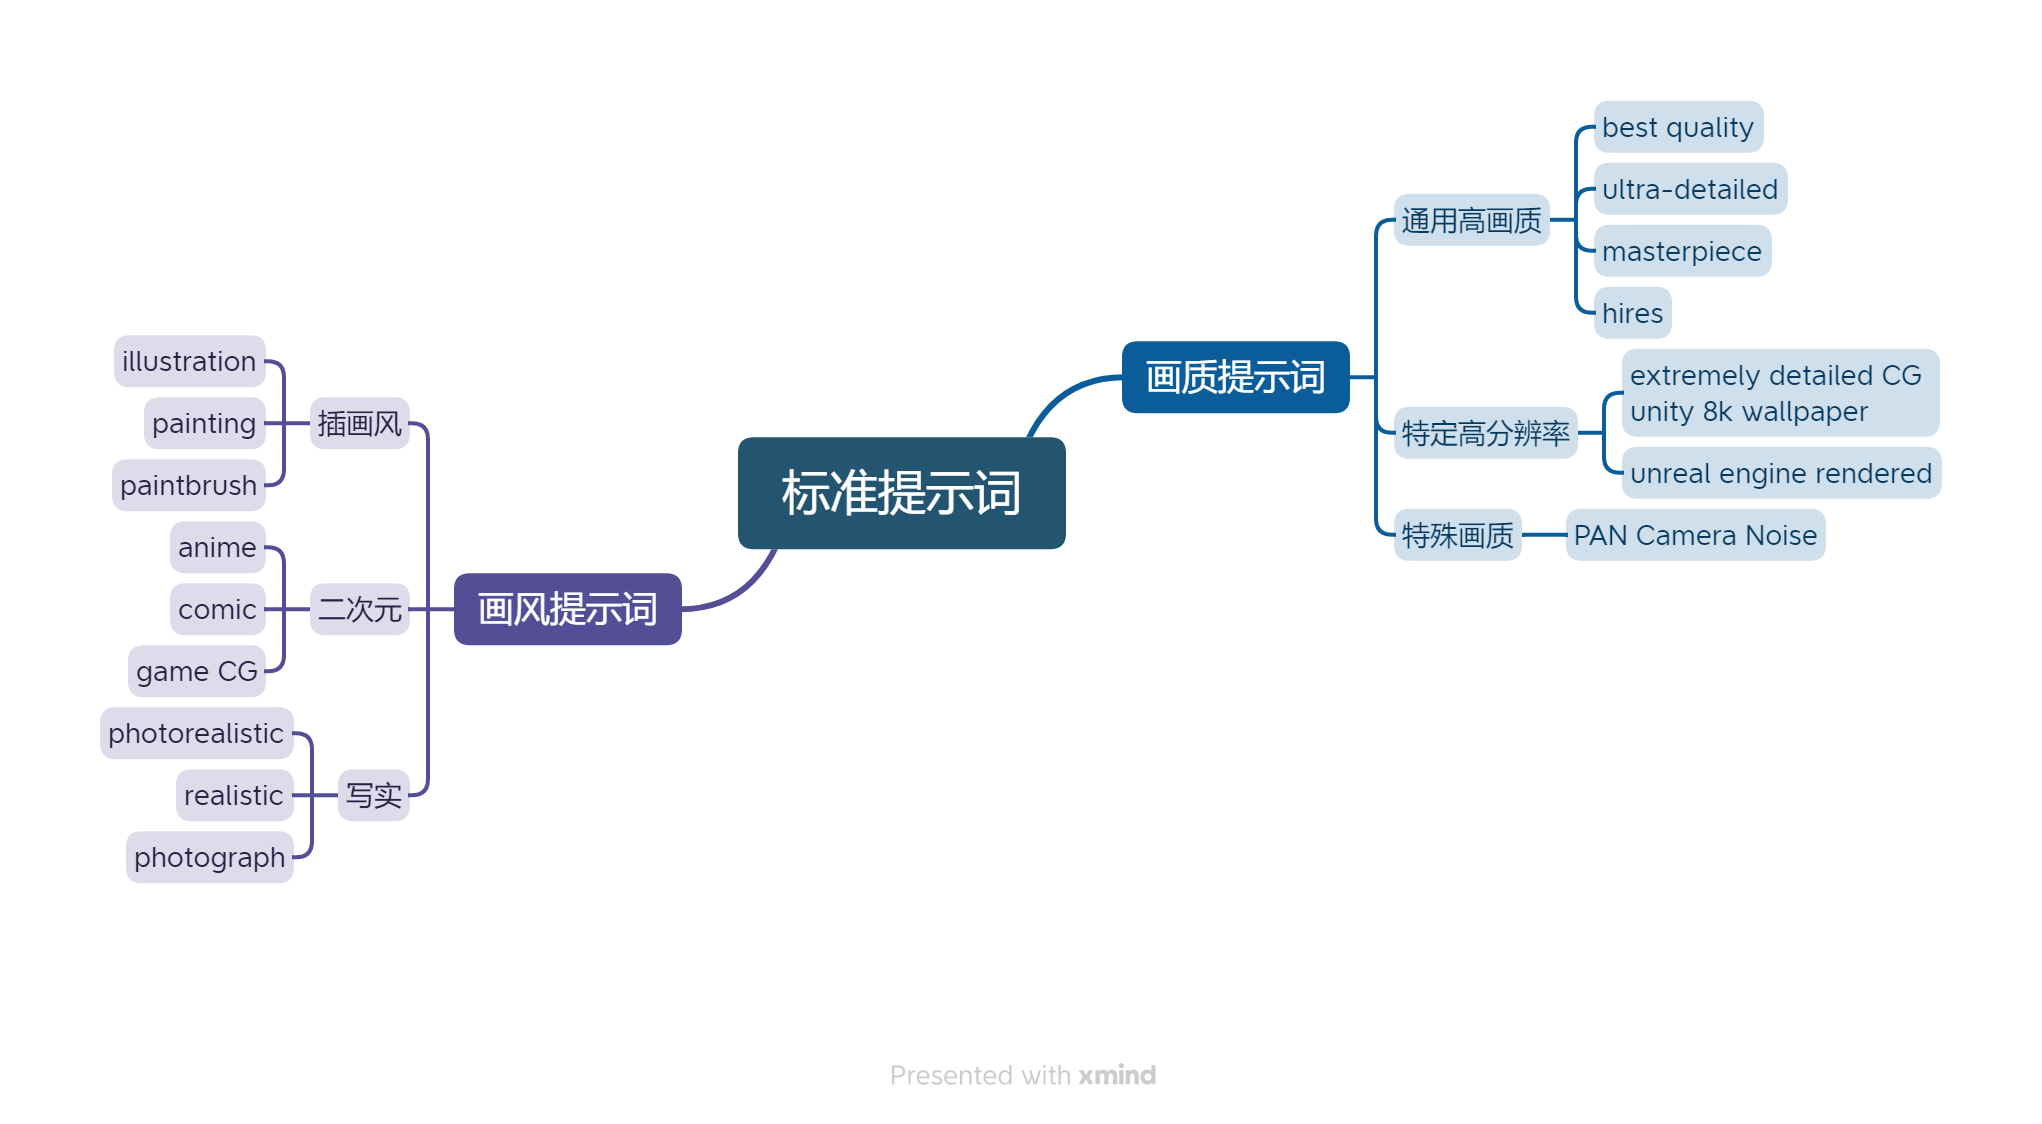 标准提示词
画质提示词
通用高画质
best quality
ultra-detailed
masterpiece
hires
特定高分辨率
extremely detailed CG
unity 8k wallpaper
unreal engine rendered
特殊画质
PAN Camera Noise
画风提示词
插画风
illustration
painting
paintbrush
二次元
anime
comic
game CG
写实
photorealistic
realistic
photograph
Presented with xmind